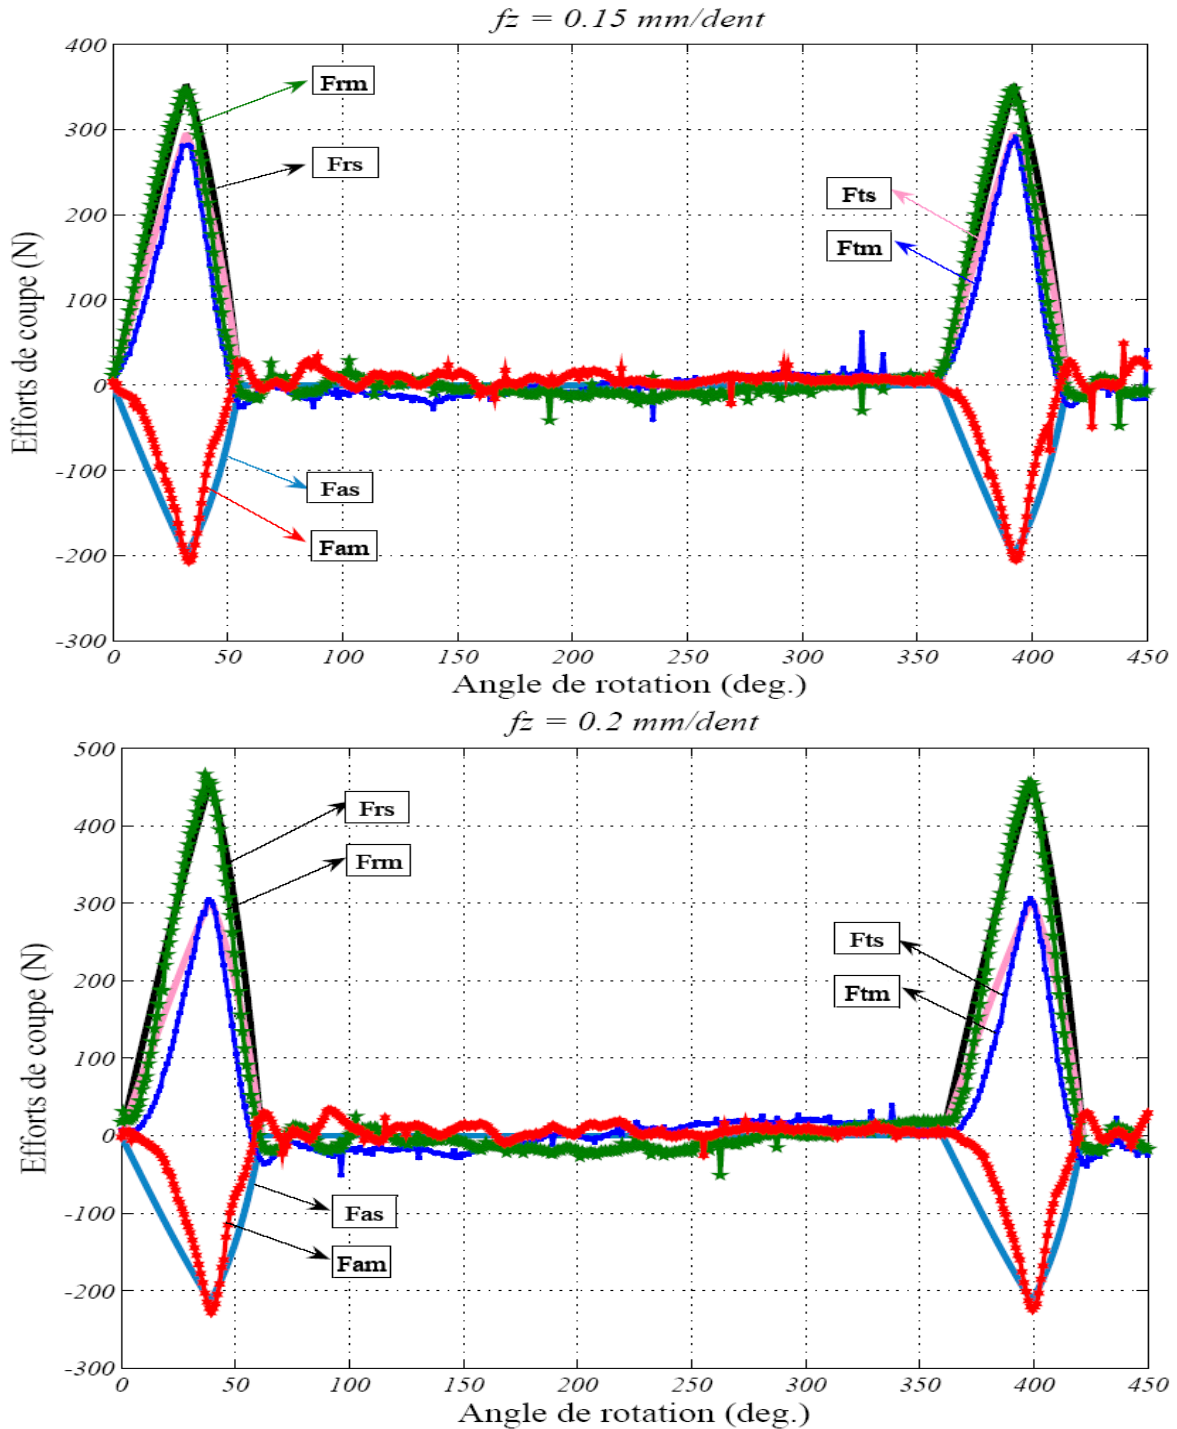 fz = 0.15 mm/dent
400
300
200
100
0
-100
-200
-300
Efforts de coupe (N)
Frm
Frs
Fts
Ftm
Fas
Fam
0 50 100 150 200 250 300 350 400 450
Angle de rotation (deg.)
fz = 0.2 mm/dent
500
400
300
200
100
0
-100
-200
-300
Efforts de coupe (N)
Frs
Frm
Fts
Ftm
Fas
Fam
0 50 100 150 200 250 300 350 400 450
Angle de rotation (deg.)